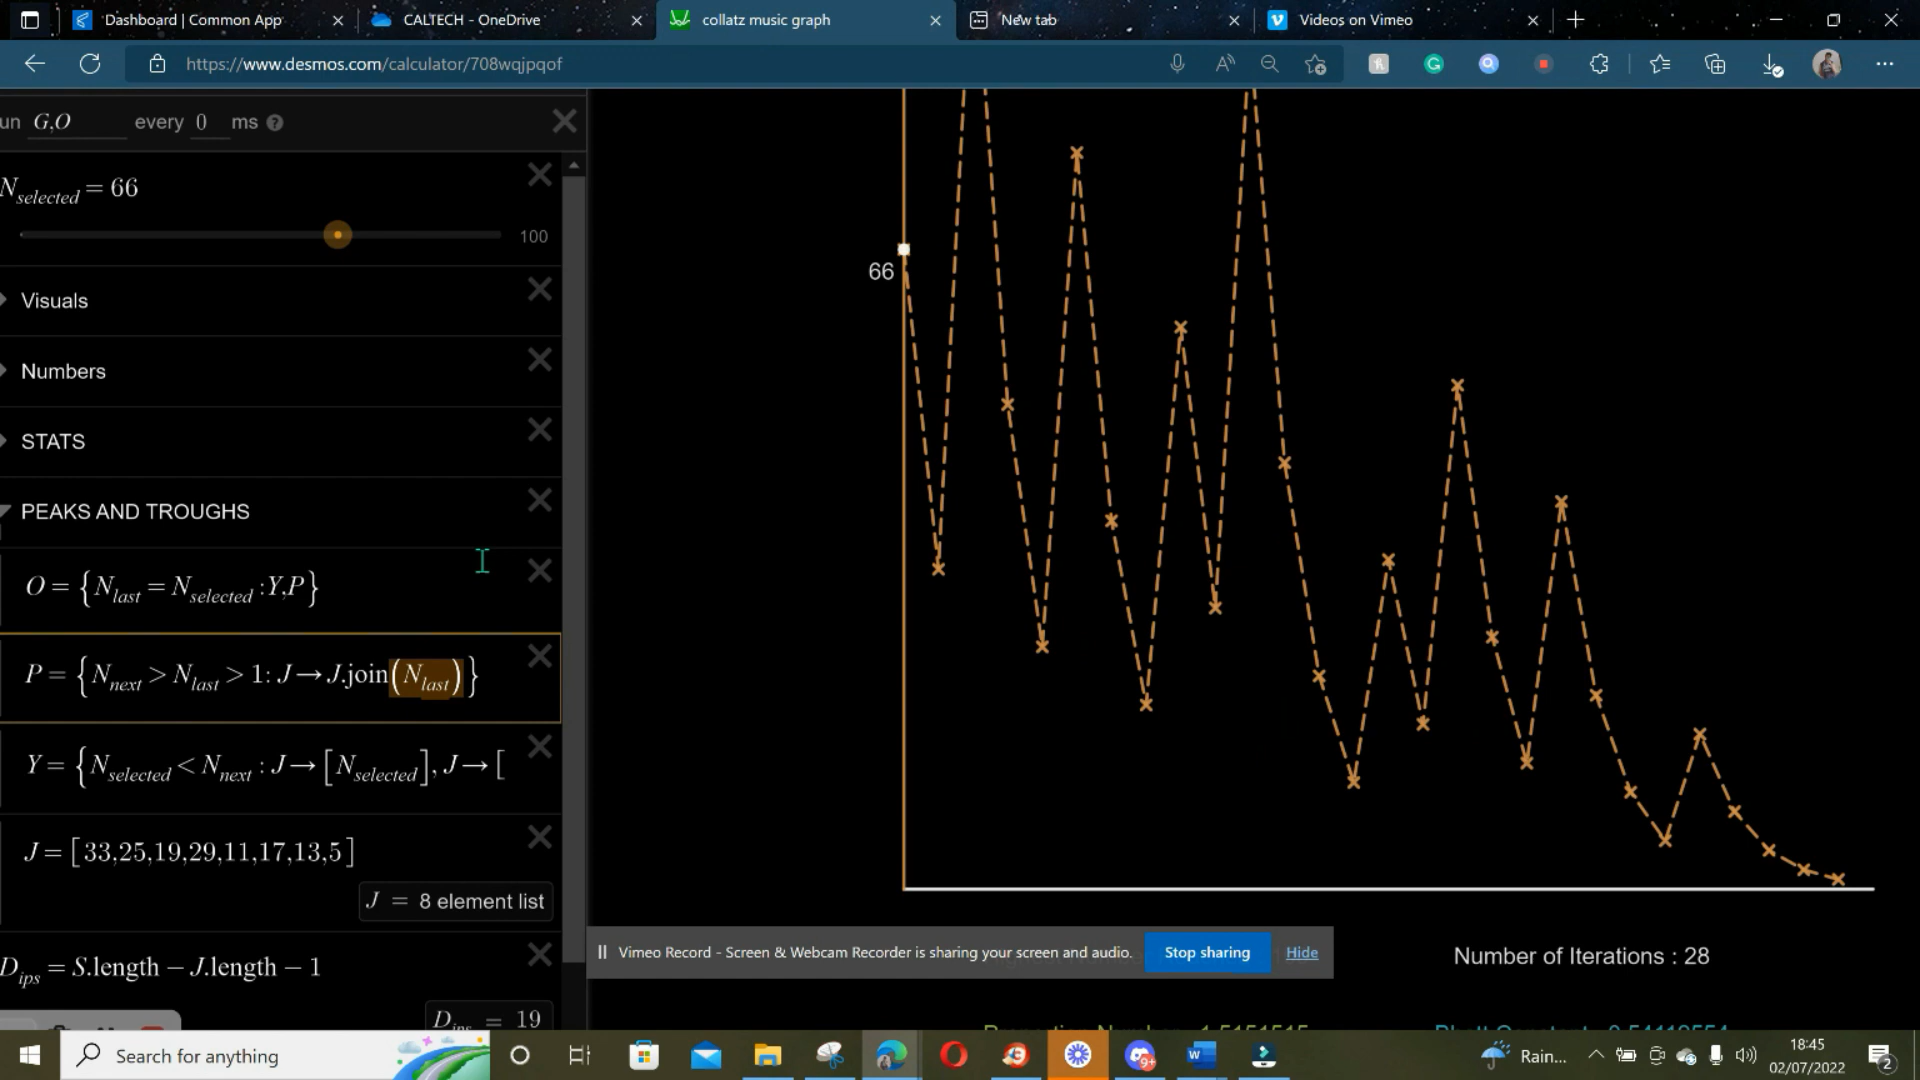 Dashboard | Common App
CALTECH - OneDrive
collatz music graph
New tab
Videos on Vimeo
https://www.desmos.com/calculator/708wqjpqof
un G,O every 0 ms
N_selected = 66
100
Visuals
Numbers
STATS
PEAKS AND TROUGHS
O = {N_last = N_selected : Y,P}
P = {N_next > N_last > 1: J → J.join(N_last)}
Y = {N_selected < N_next : J → [N_selected], J → [
J = [33,25,19,29,11,17,13,5]
J = 8 element list
D_ips = S.length − J.length − 1
D_ips = 19
66
Vimeo Record - Screen & Webcam Recorder is sharing your screen and audio.
Stop sharing
Hide
Number of Iterations : 28
Search for anything
9+
Rain...
18:45
02/07/2022
2